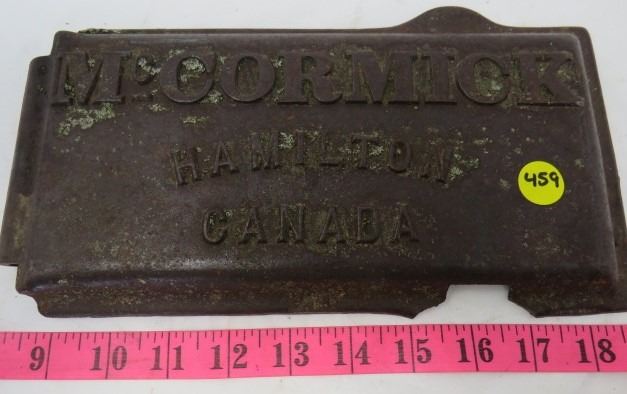 McCORMICK
HAMILTON
CANADA
459
9 10 11 12 13 14 15 16 17 18